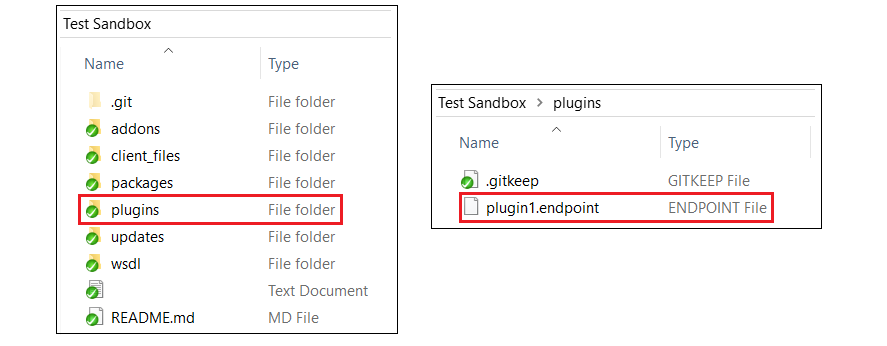 Test Sandbox
Name Type
.git File folder
addons File folder
client_files File folder
packages File folder
plugins File folder
updates File folder
wsdl File folder
Text Document
README.md MD File
Test Sandbox > plugins
Name Type
.gitkeep GITKEEP File
plugin1.endpoint ENDPOINT File